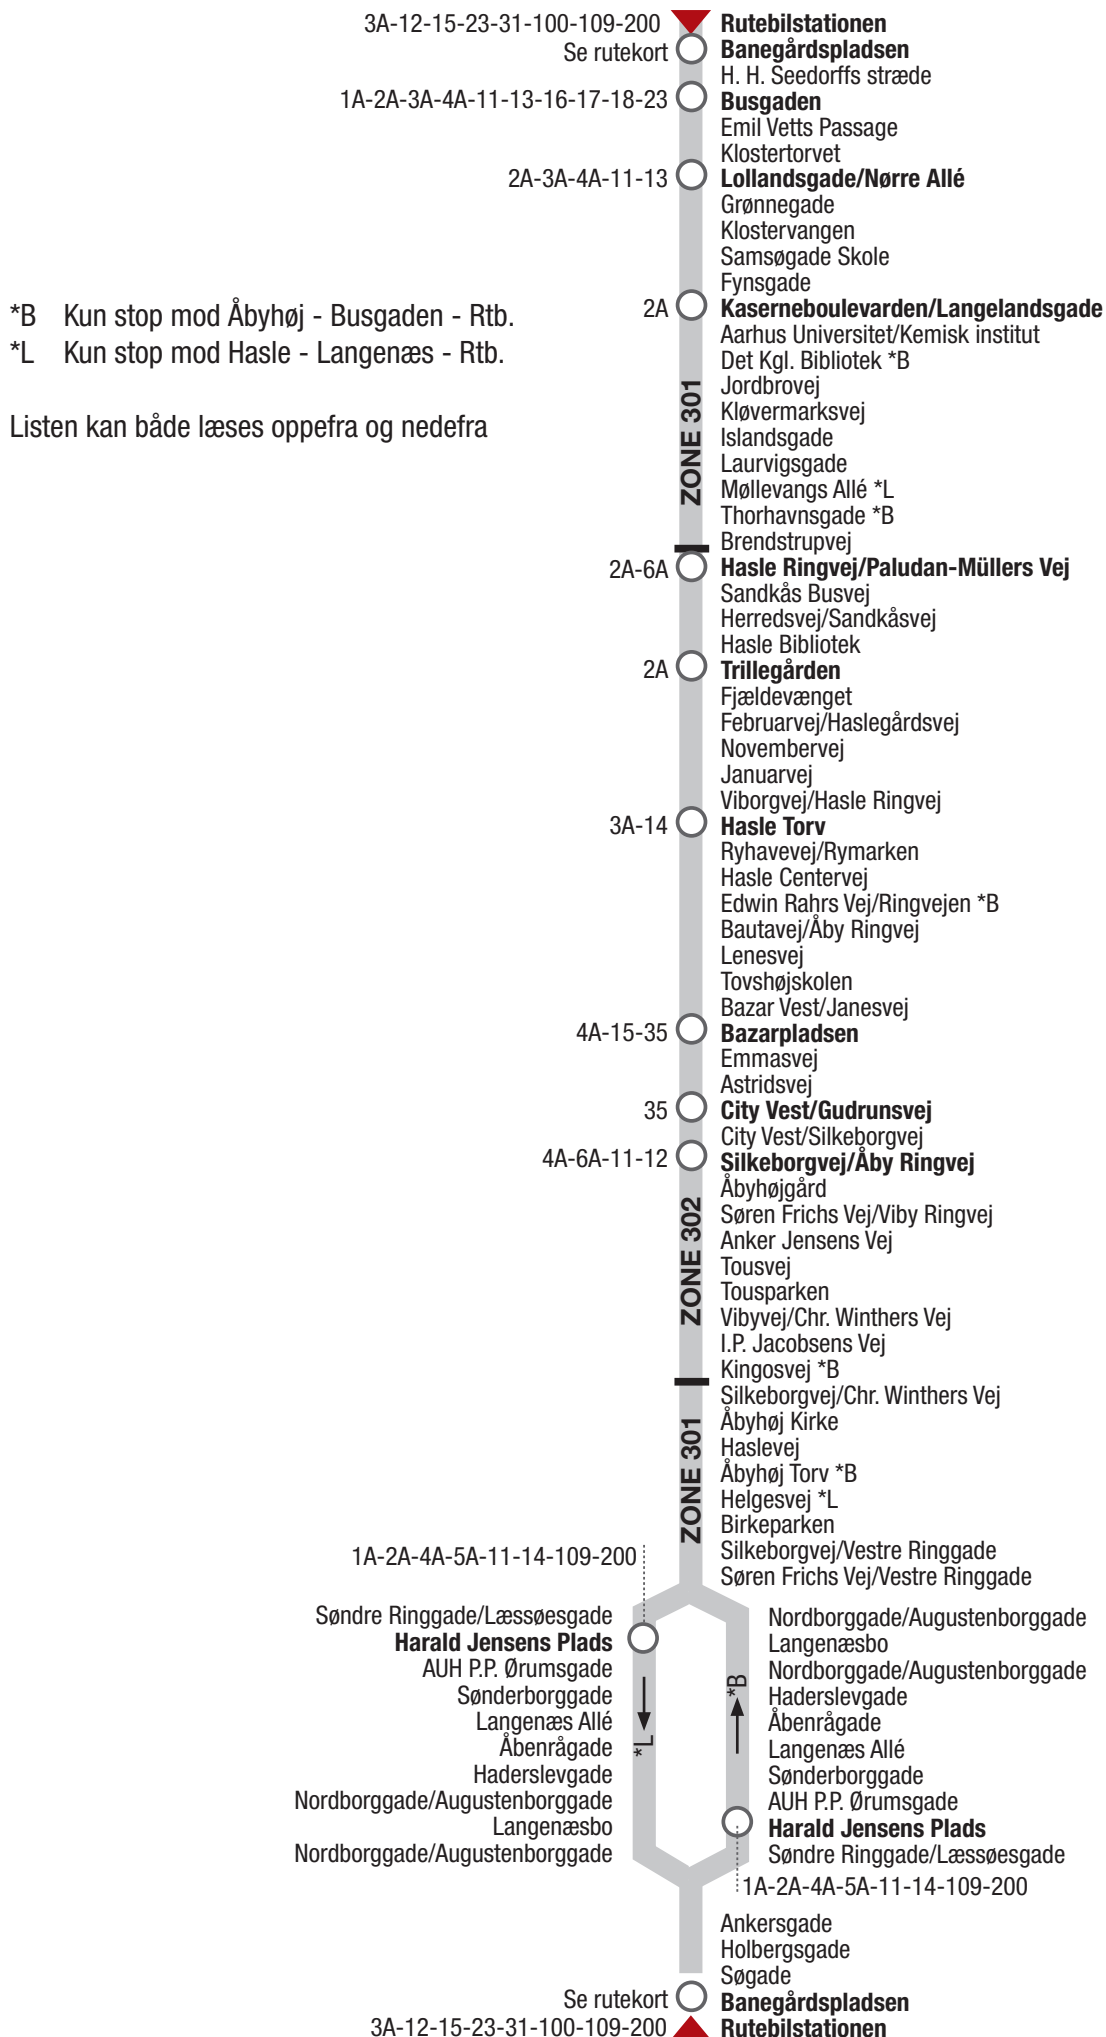 3A-12-15-23-31-100-109-200 Rutebilstationen
Se rutekort Banegårdspladsen
H. H. Seedorffs stræde
1A-2A-3A-4A-11-13-16-17-18-23 Busgaden
Emil Vetts Passage
Klostertorvet
2A-3A-4A-11-13 Lollandsgade/Nørre Allé
Grønnegade
Klostervangen
Samsøgade Skole
Fynsgade
*B Kun stop mod Åbyhøj - Busgaden - Rtb.
*L Kun stop mod Hasle - Langenæs - Rtb.
Listen kan både læses oppefra og nedefra
2A Kaserneboulevarden/Langelandsgade
Aarhus Universitet/Kemisk institut
Det Kgl. Bibliotek *B
Jordbrovej
ZONE 301
Kløvermarksvej
Islandsgade
Laurvigsgade
Møllevangs Allé *L
Thorhavnsgade *B
Brendstrupvej
2A-6A Hasle Ringvej/Paludan-Müllers Vej
Sandkås Busvej
Herredsvej/Sandkåsvej
Hasle Bibliotek
2A Trillegården
Fjældevænget
Februarvej/Haslegårdsvej
Novembervej
Januarvej
Viborgvej/Hasle Ringvej
3A-14 Hasle Torv
Ryhavevej/Rymarken
Hasle Centervej
Edwin Rahrs Vej/Ringvejen *B
Bautavej/Åby Ringvej
Lenesvej
Tovshøjskolen
Bazar Vest/Janesvej
4A-15-35 Bazarpladsen
Emmasvej
Astridsvej
35 City Vest/Gudrunsvej
City Vest/Silkeborgvej
4A-6A-11-12 Silkeborgvej/Åby Ringvej
Åbyhøjgård
ZONE 302
Søren Frichs Vej/Viby Ringvej
Anker Jensens Vej
Tousvej
Tousparken
Vibyvej/Chr. Winthers Vej
I.P. Jacobsens Vej
Kingosvej *B
Silkeborgvej/Chr. Winthers Vej
ZONE 301
Åbyhøj Kirke
Haslevej
Åbyhøj Torv *B
Helgesvej *L
Birkeparken
Silkeborgvej/Vestre Ringgade
Søren Frichs Vej/Vestre Ringgade
1A-2A-4A-5A-11-14-109-200
Søndre Ringgade/Læssøesgade
Harald Jensens Plads
AUH P.P. Ørumsgade
Sønderborggade
Langenæs Allé
Åbenrågade
Haderslevgade
Nordborggade/Augustenborggade
Langenæsbo
Nordborggade/Augustenborggade
*L
*B
Nordborggade/Augustenborggade
Langenæsbo
Nordborggade/Augustenborggade
Haderslevgade
Åbenrågade
Langenæs Allé
Sønderborggade
AUH P.P. Ørumsgade
Harald Jensens Plads
Søndre Ringgade/Læssøesgade
1A-2A-4A-5A-11-14-109-200
Ankersgade
Holbergsgade
Søgade
Se rutekort Banegårdspladsen
3A-12-15-23-31-100-109-200 Rutebilstationen